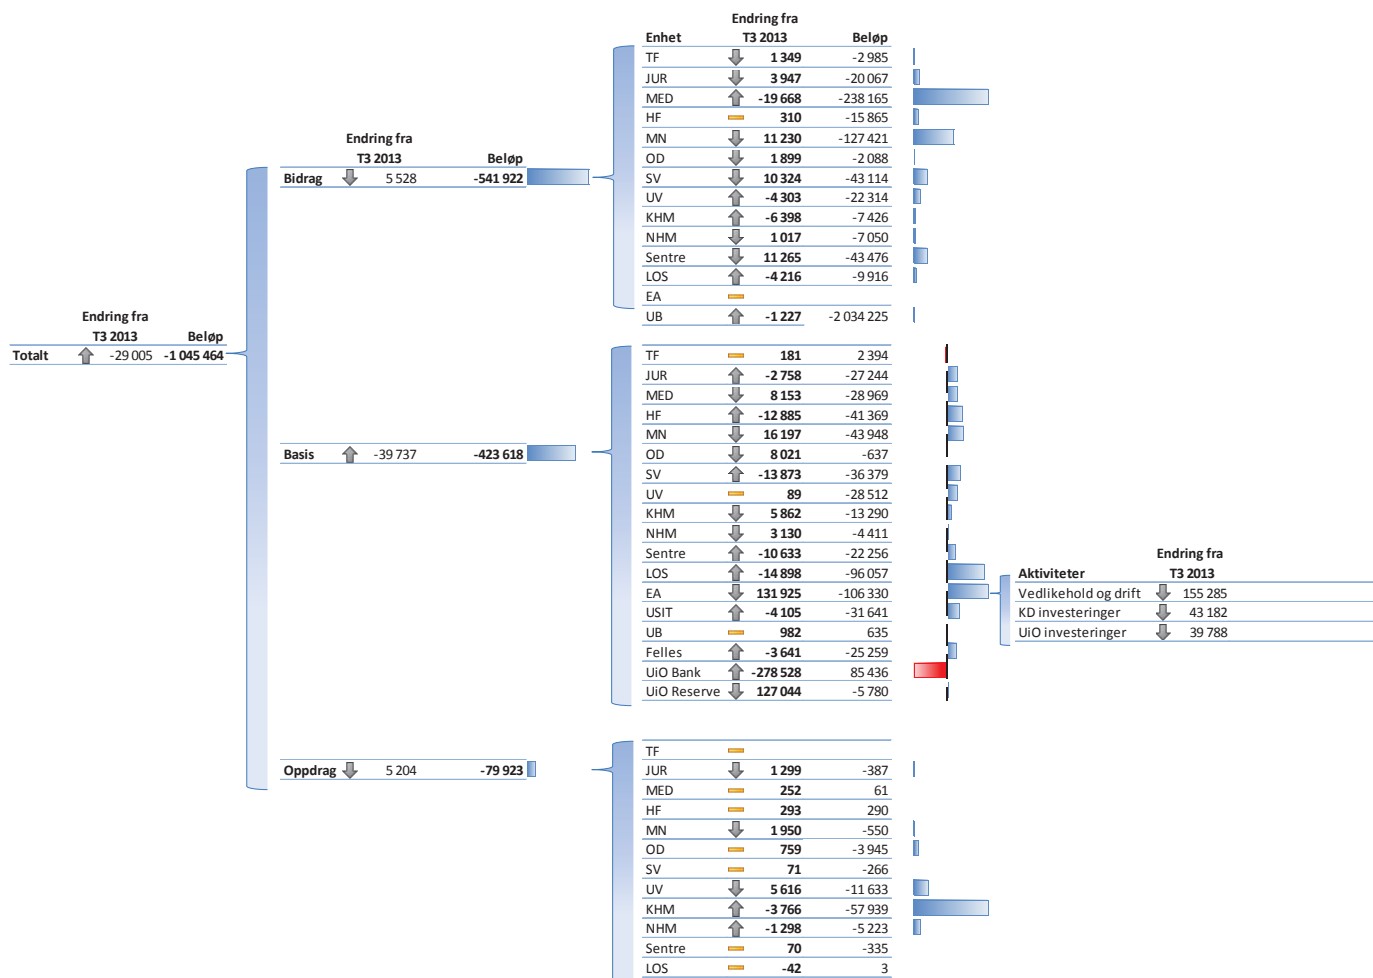 Endring fra
Enhet T3 2013 Beløp
TF 1 349 -2 985
JUR 3 947 -20 067
MED -19 668 -238 165
HF 310 -15 865
MN 11 230 -127 421
OD 1 899 -2 088
SV 10 324 -43 114
UV -4 303 -22 314
KHM -6 398 -7 426
NHM 1 017 -7 050
Sentre 11 265 -43 476
LOS -4 216 -9 916
EA
UB -1 227 -2 034 225
Endring fra
T3 2013 Beløp
Bidrag 5 528 -541 922
Endring fra
T3 2013 Beløp
Totalt -29 005 -1 045 464
TF 181 2 394
JUR -2 758 -27 244
MED 8 153 -28 969
HF -12 885 -41 369
MN 16 197 -43 948
OD 8 021 -637
SV -13 873 -36 379
UV 89 -28 512
KHM 5 862 -13 290
NHM 3 130 -4 411
Sentre -10 633 -22 256
LOS -14 898 -96 057
EA 131 925 -106 330
USIT -4 105 -31 641
UB 982 635
Felles -3 641 -25 259
UiO Bank -278 528 85 436
UiO Reserve 127 044 -5 780
Basis -39 737 -423 618
Endring fra
Aktiviteter T3 2013
Vedlikehold og drift 155 285
KD investeringer 43 182
UiO investeringer 39 788
Oppdrag 5 204 -79 923
TF
JUR 1 299 -387
MED 252 61
HF 293 290
MN 1 950 -550
OD 759 -3 945
SV 71 -266
UV 5 616 -11 633
KHM -3 766 -57 939
NHM -1 298 -5 223
Sentre 70 -335
LOS -42 3